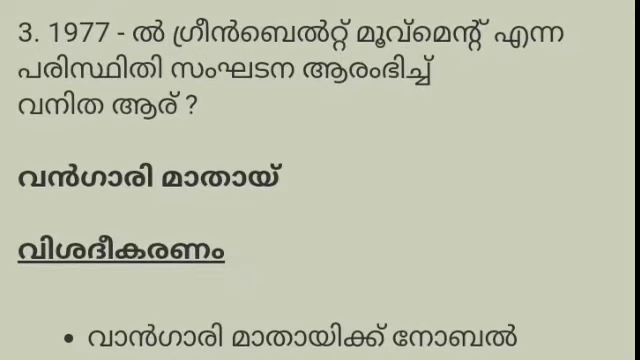 3. 1977 - ൽ ഗ്രീൻബെൽറ്റ് മൂവ്മെന്റ് എന്ന
പരിസ്ഥിതി സംഘടന ആരംഭിച്ച്
വനിത ആര് ?
വൻഗാരി മാതായ്
വിശദീകരണം
• വാൻഗാരി മാതായിക്ക് നോബൽ